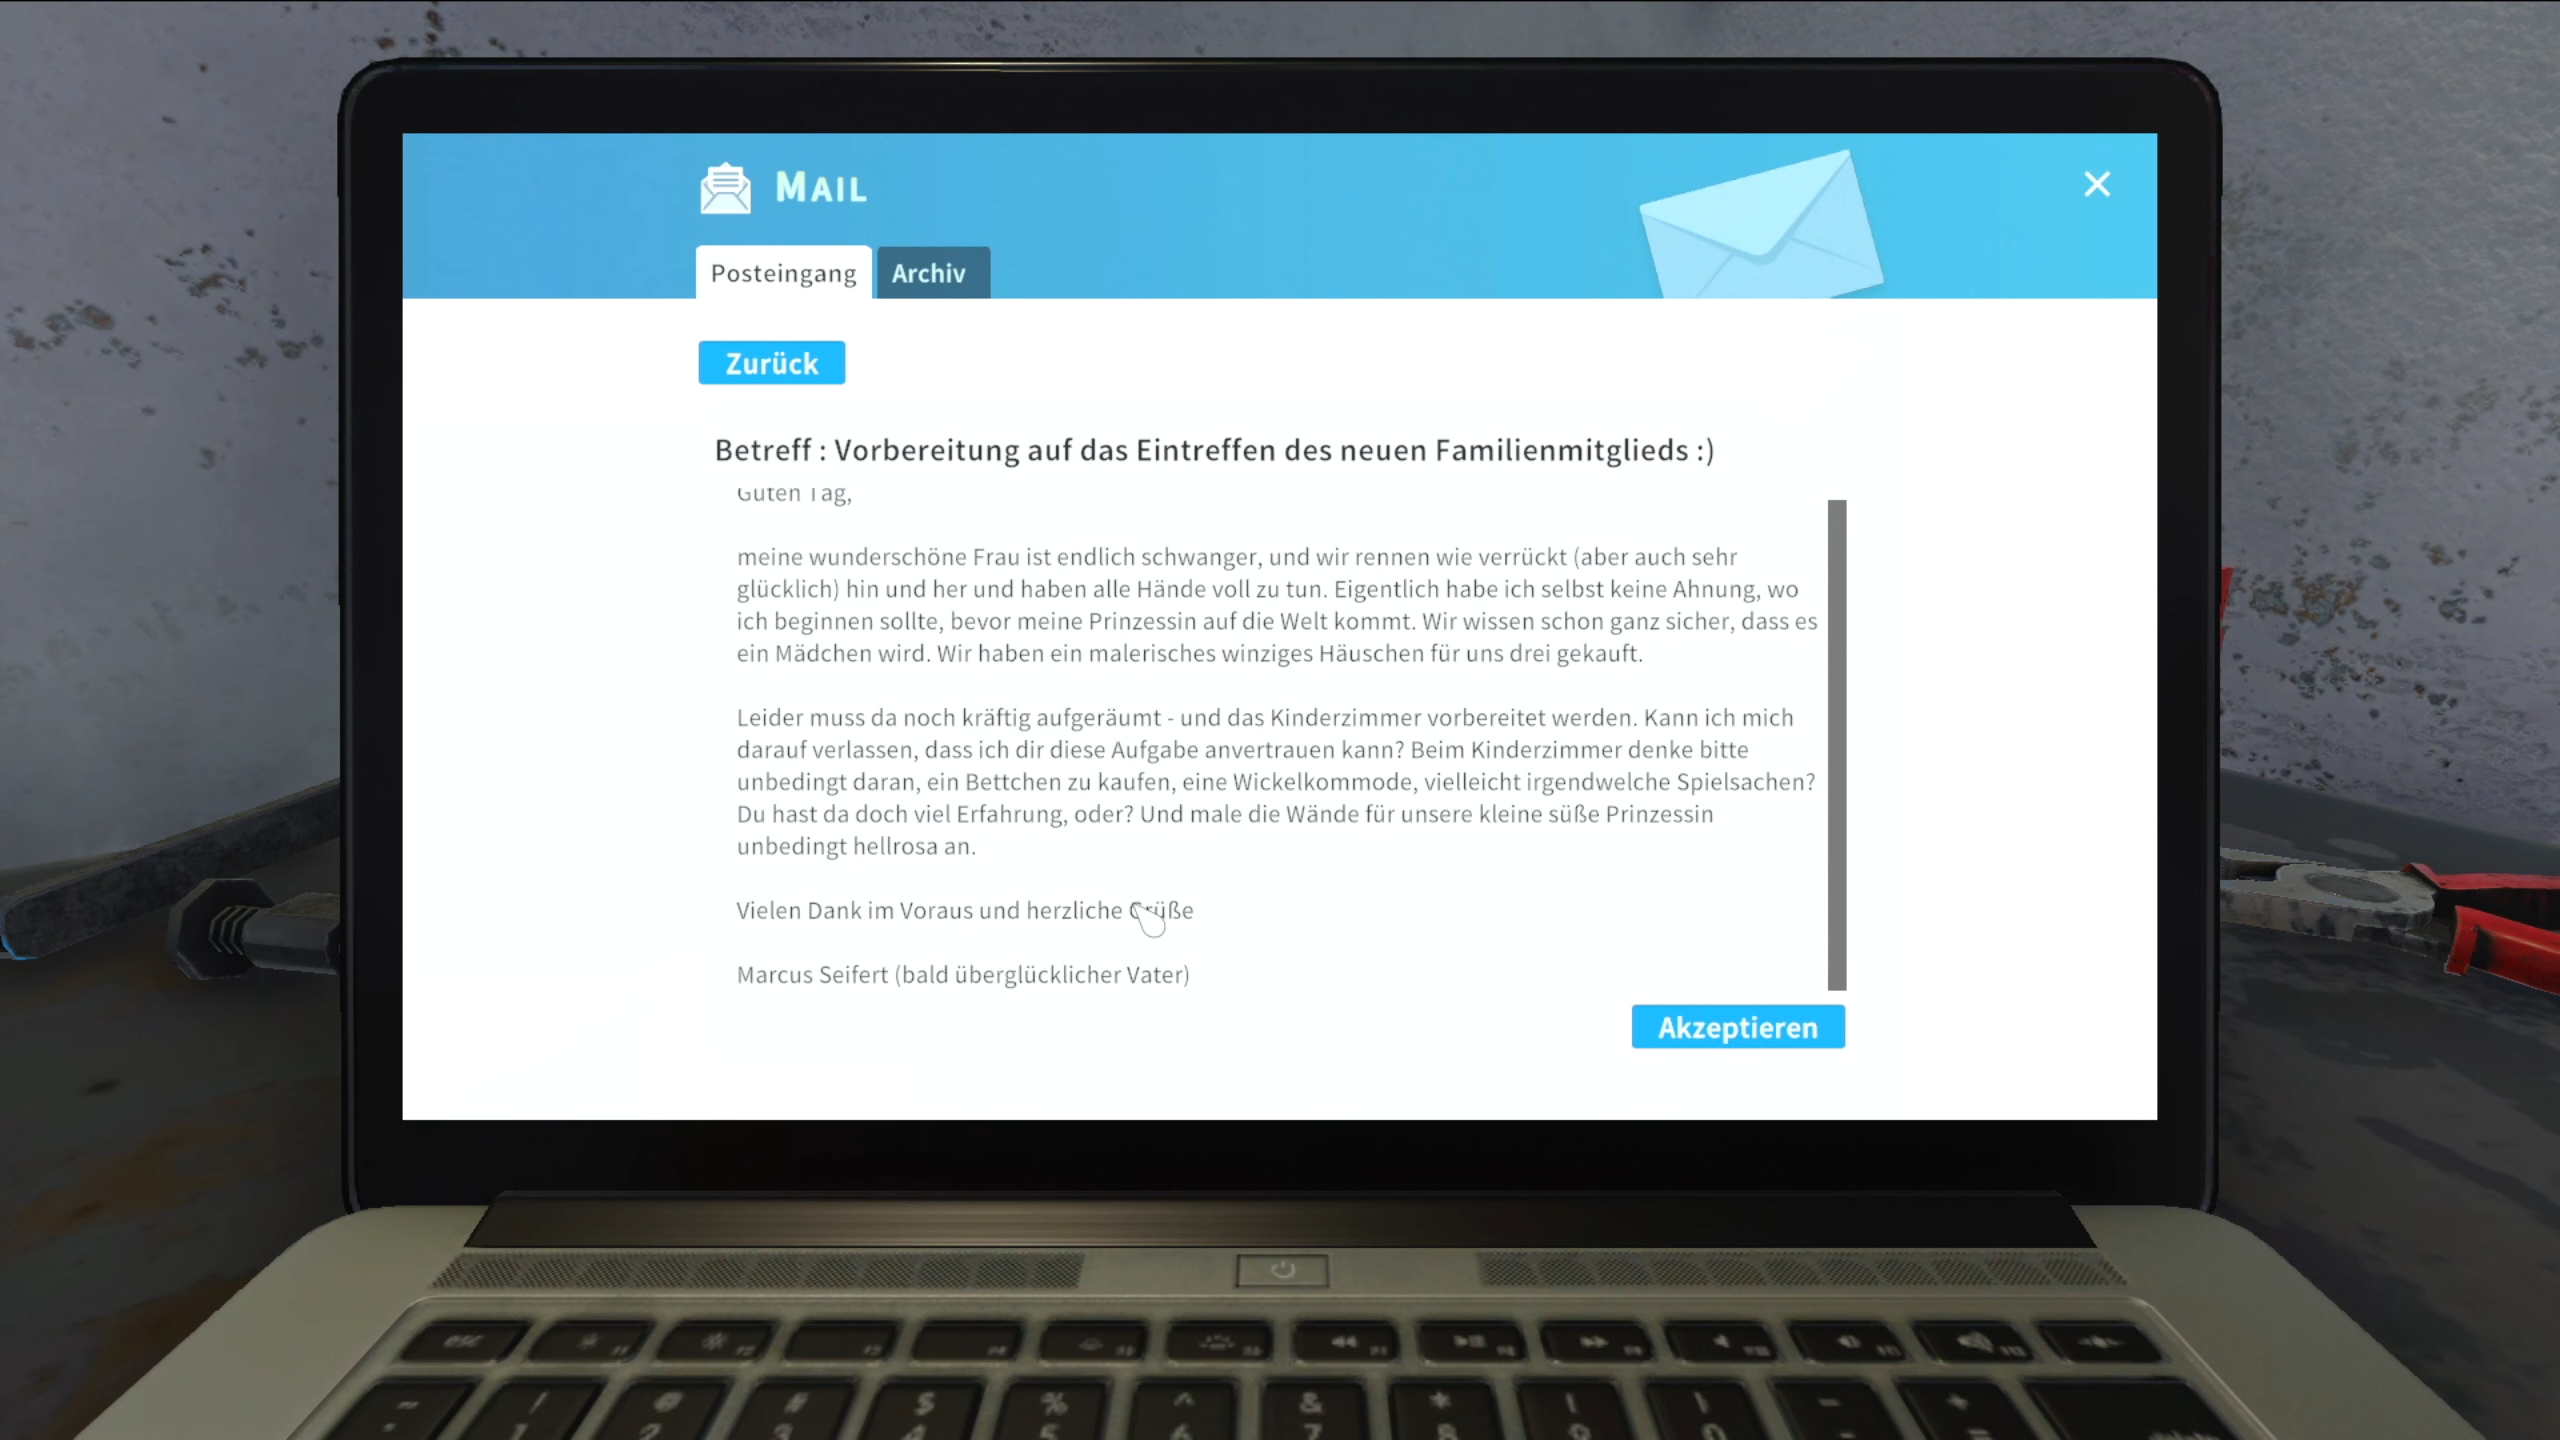 MAIL
Posteingang
Archiv
Zurück
Betreff : Vorbereitung auf das Eintreffen des neuen Familienmitglieds :)
Guten Tag,
meine wunderschöne Frau ist endlich schwanger, und wir rennen wie verrückt (aber auch sehr
glücklich) hin und her und haben alle Hände voll zu tun. Eigentlich habe ich selbst keine Ahnung, wo
ich beginnen sollte, bevor meine Prinzessin auf die Welt kommt. Wir wissen schon ganz sicher, dass es
ein Mädchen wird. Wir haben ein malerisches winziges Häuschen für uns drei gekauft.
Leider muss da noch kräftig aufgeräumt - und das Kinderzimmer vorbereitet werden. Kann ich mich
darauf verlassen, dass ich dir diese Aufgabe anvertrauen kann? Beim Kinderzimmer denke bitte
unbedingt daran, ein Bettchen zu kaufen, eine Wickelkommode, vielleicht irgendwelche Spielsachen?
Du hast da doch viel Erfahrung, oder? Und male die Wände für unsere kleine süße Prinzessin
unbedingt hellrosa an.
Vielen Dank im Voraus und herzliche Grüße
Marcus Seifert (bald überglücklicher Vater)
Akzeptieren
esc